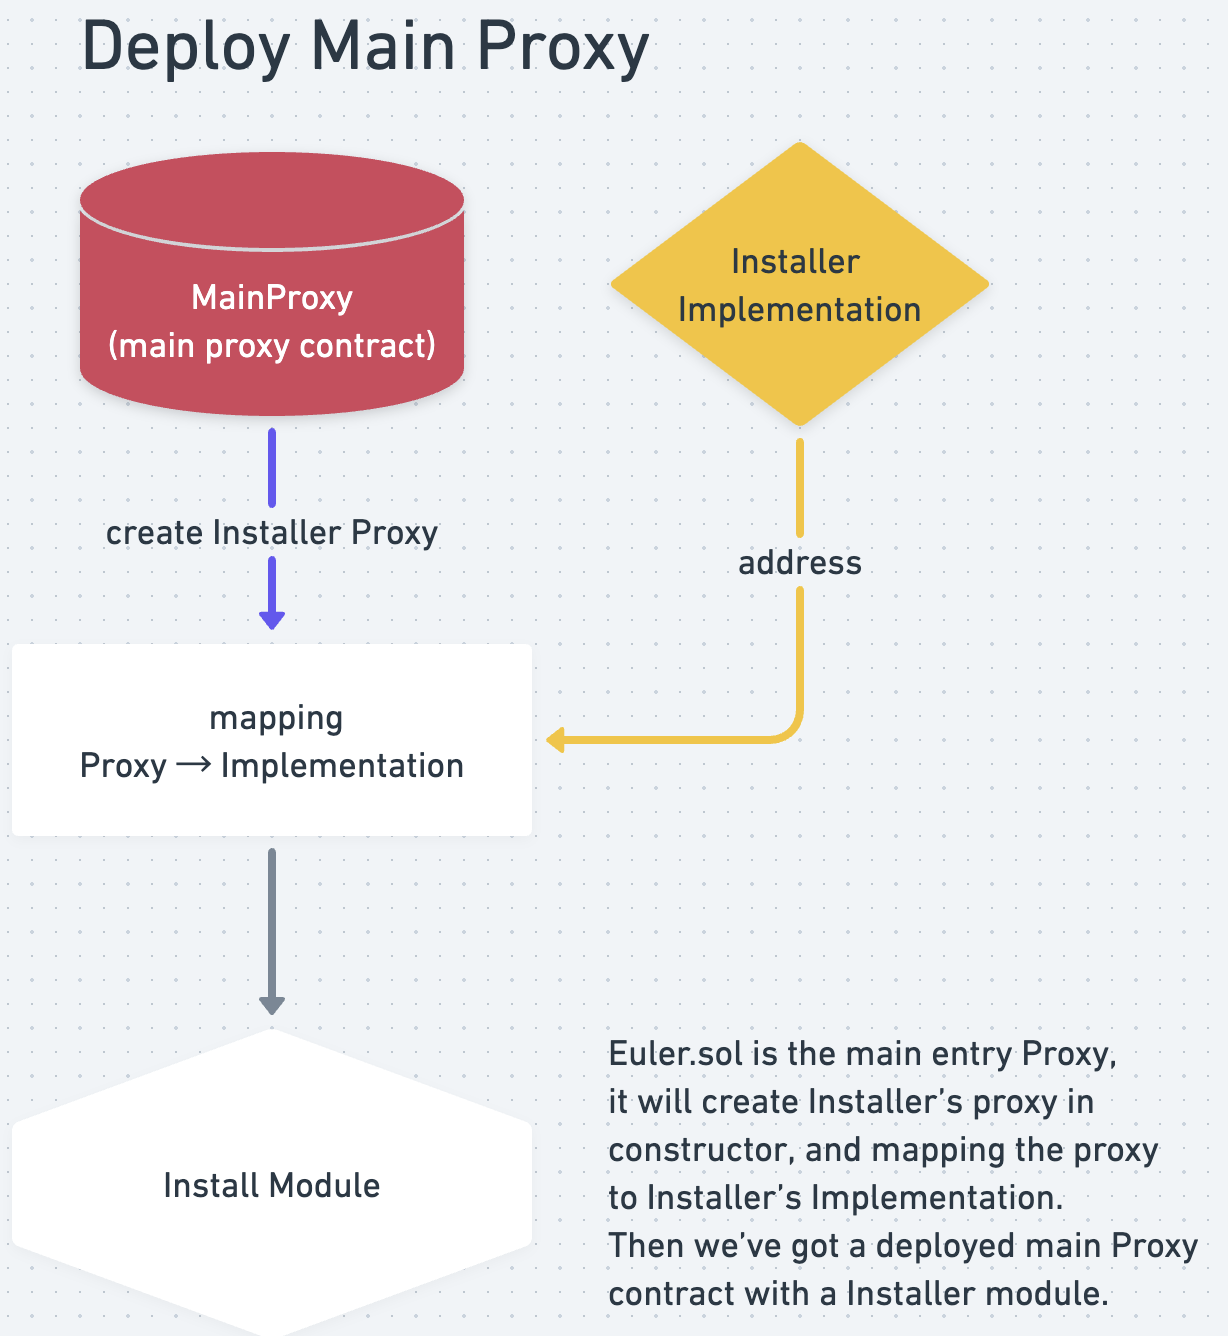 Deploy Main Proxy
MainProxy
(main proxy contract)
Installer
Implementation
create Installer Proxy
address
mapping
Proxy → Implementation
Install Module
Euler.sol is the main entry Proxy,
it will create Installer’s proxy in
constructor, and mapping the proxy
to Installer’s Implementation.
Then we’ve got a deployed main Proxy
contract with a Installer module.